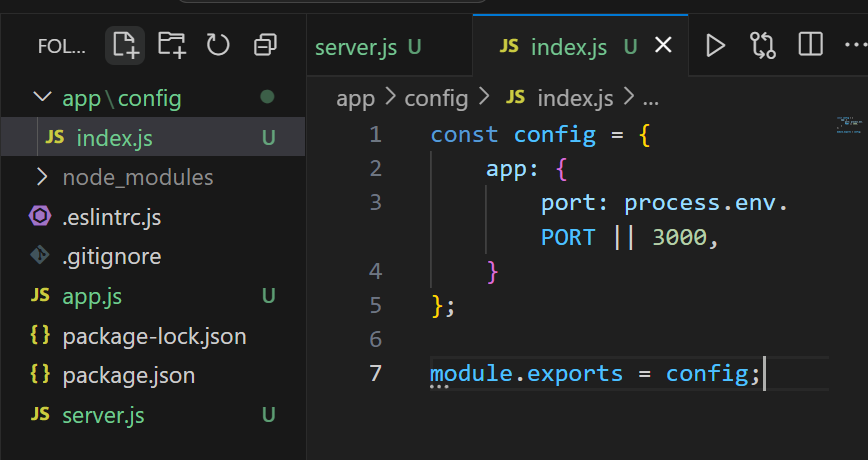 FOL...
app\config
JS index.js U
node_modules
.eslintrc.js
.gitignore
JS app.js U
{} package-lock.json
{} package.json
JS server.js U
server.js U
JS index.js U
app > config > JS index.js > ...
1 const config = {
2 app: {
3 port: process.env.
PORT || 3000,
4 }
5 };
6
7 module.exports = config;